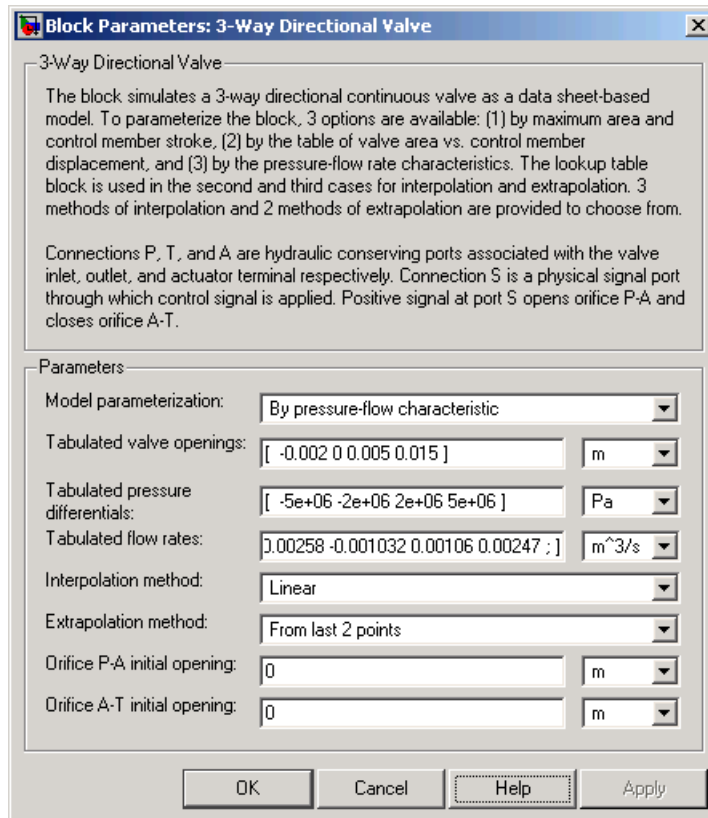 Block Parameters: 3-Way Directional Valve
3-Way Directional Valve
The block simulates a 3-way directional continuous valve as a data sheet-based
model. To parameterize the block, 3 options are available: (1) by maximum area and
control member stroke, (2) by the table of valve area vs. control member
displacement, and (3) by the pressure-flow rate characteristics. The lookup table
block is used in the second and third cases for interpolation and extrapolation. 3
methods of interpolation and 2 methods of extrapolation are provided to choose from.
Connections P, T, and A are hydraulic conserving ports associated with the valve
inlet, outlet, and actuator terminal respectively. Connection S is a physical signal port
through which control signal is applied. Positive signal at port S opens orifice P-A and
closes orifice A-T.
Parameters
Model parameterization: By pressure-flow characteristic
Tabulated valve openings: [ -0.002 0 0.005 0.015 ] m
Tabulated pressure
differentials: [ -5e+06 -2e+06 2e+06 5e+06 ] Pa
Tabulated flow rates: 0.00258 -0.001032 0.00106 0.00247 ; ] m^3/s
Interpolation method: Linear
Extrapolation method: From last 2 points
Orifice P-A initial opening: 0 m
Orifice A-T initial opening: 0 m
OK Cancel Help Apply